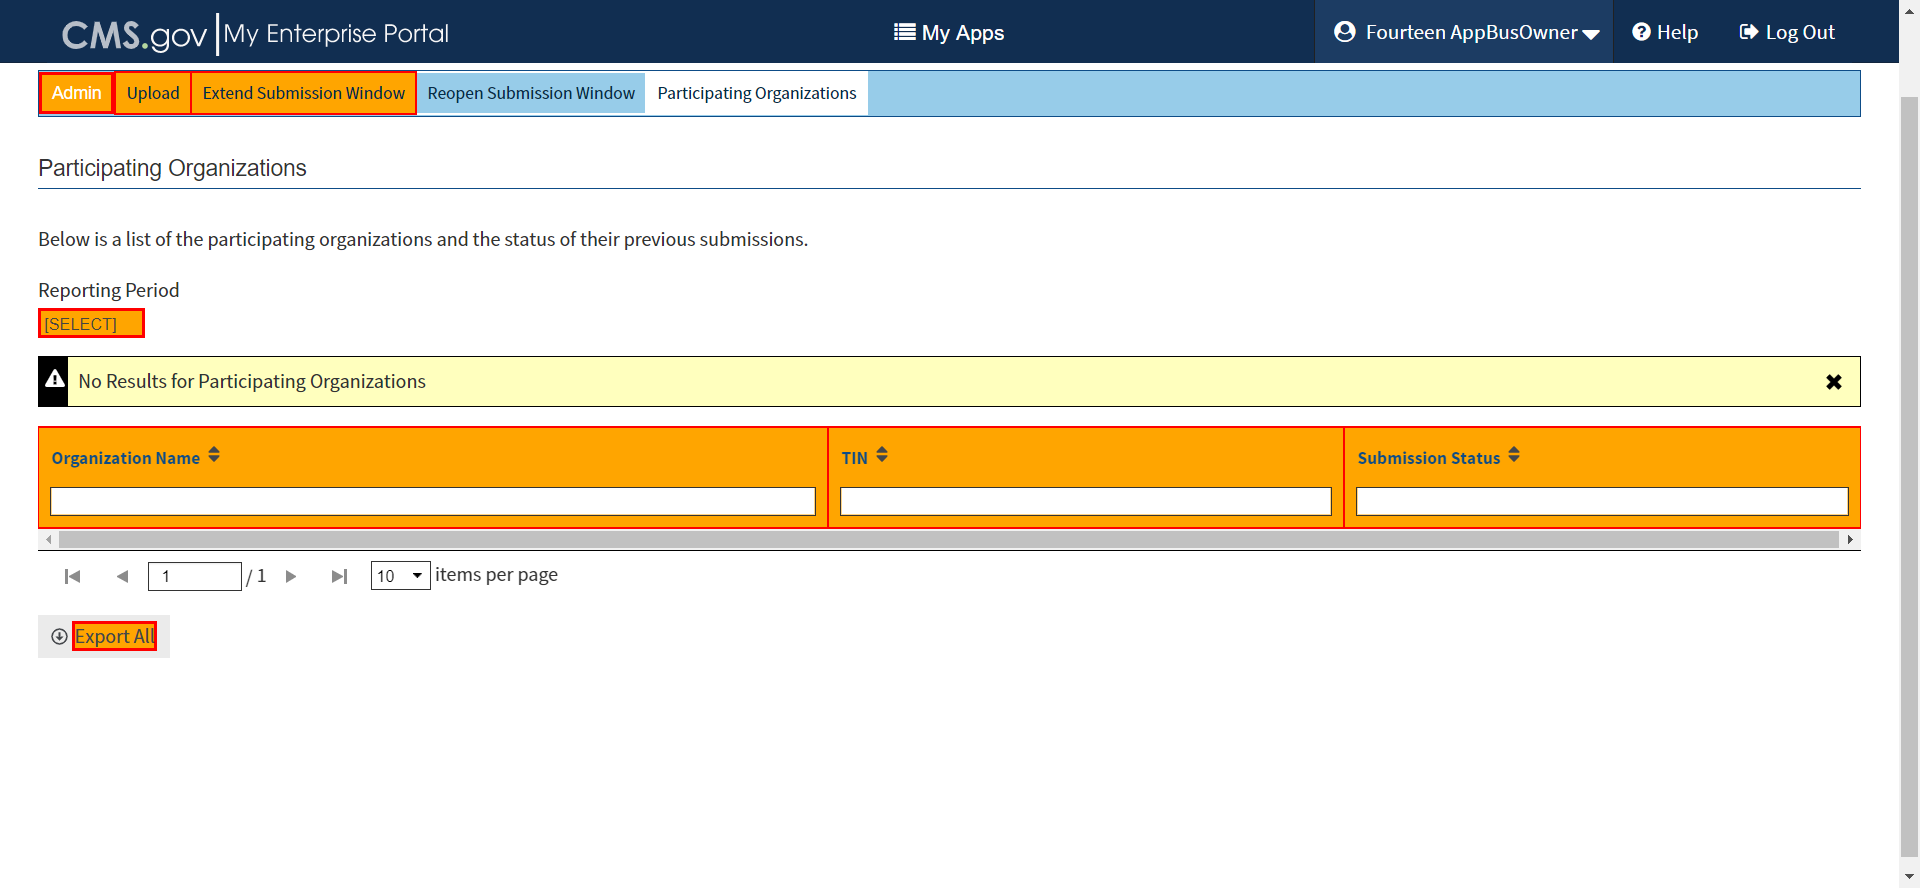 CMS.gov My Enterprise Portal My Apps Fourteen AppBusOwner Help Log Out
Admin Upload Extend Submission Window Reopen Submission Window Participating Organizations
Participating Organizations
Below is a list of the participating organizations and the status of their previous submissions.
Reporting Period
[SELECT]
No Results for Participating Organizations
Organization Name TIN Submission Status
1 / 1 10 items per page
Export All